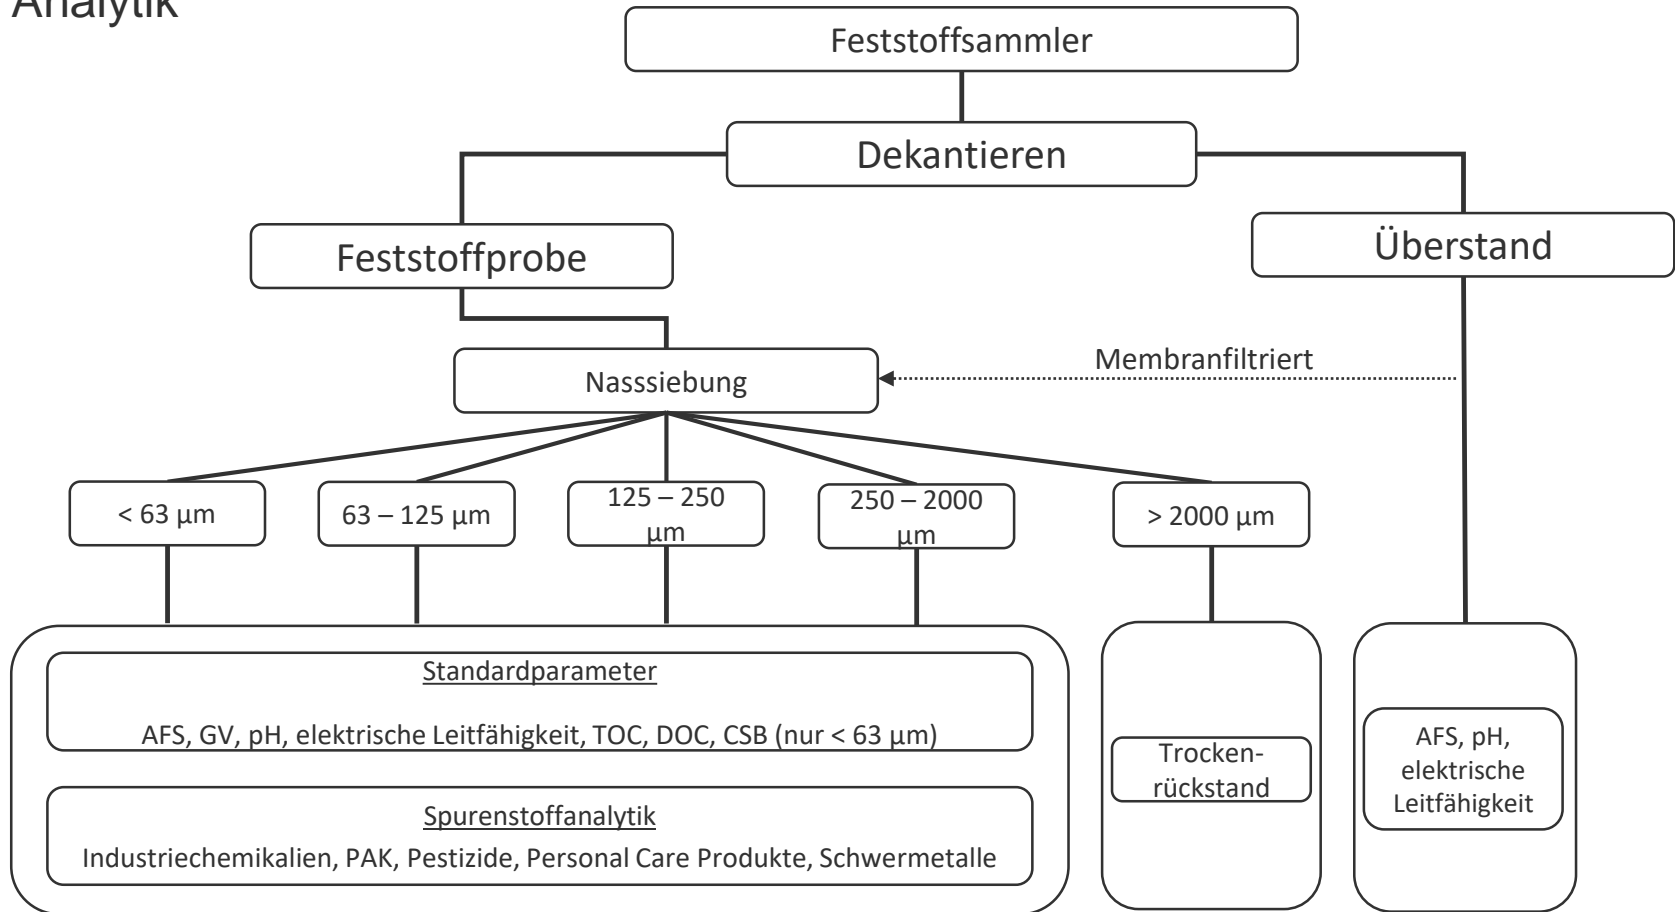 Analytik
Feststoffsammler
Dekantieren
Feststoffprobe
Überstand
Nasssiebung
Membranfiltriert
< 63 µm
63 – 125 µm
125 – 250
µm
250 – 2000
µm
> 2000 µm
Standardparameter
AFS, GV, pH, elektrische Leitfähigkeit, TOC, DOC, CSB (nur < 63 µm)
Spurenstoffanalytik
Industriechemikalien, PAK, Pestizide, Personal Care Produkte, Schwermetalle
Trocken-
rückstand
AFS, pH,
elektrische
Leitfähigkeit